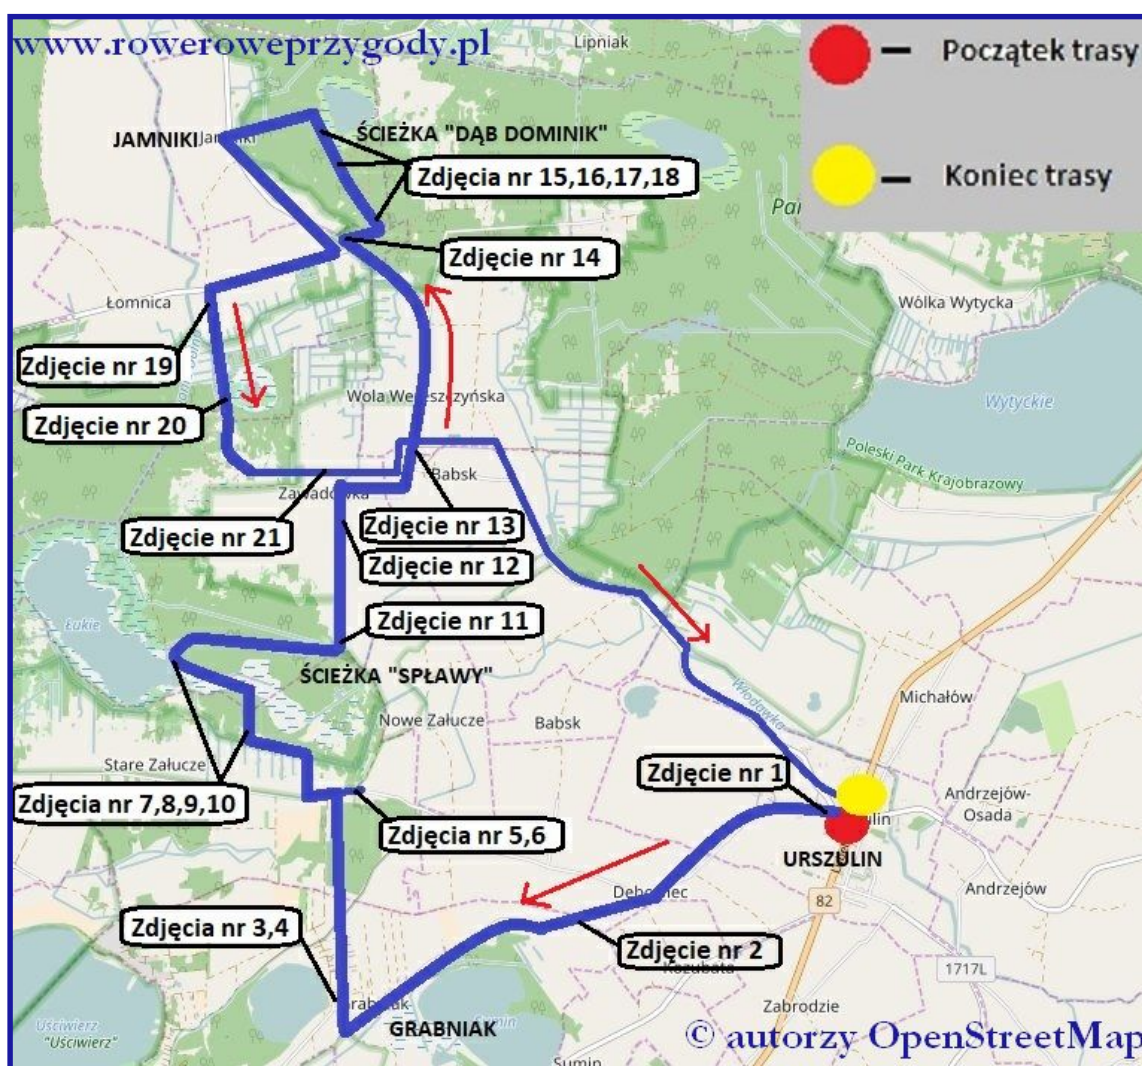 www.roweroweprzygody.pl
Lipniak
Początek trasy
JAMNIKI
ŚCIEŻKA "DĄB DOMINIK"
Zdjęcia nr 15,16,17,18
Koniec trasy
Zdjęcie nr 14
Łomnica
Wólka Wytycka
Zdjęcie nr 19
Wytyckie
Zdjęcie nr 20
Poleski Park Krajobrazowy
Babsk
Zawadówka
Zdjęcie nr 13
Zdjęcie nr 21
Zdjęcie nr 12
Zdjęcie nr 11
Łukie
ŚCIEŻKA "SPŁAWY"
Nowe Załucze
Babsk
Włodawka
Michałów
Stare Załucze
Zdjęcie nr 1
Zdjęcia nr 7,8,9,10
Andrzejów-
Osada
Zdjęcia nr 5,6
URSZULIN
Andrzejów
82
Zdjęcia nr 3,4
Zdjęcie nr 2
1717L
Zabrodzie
GRABNIAK
Uściwierz
"Uściwierz"
Sumin
Sumin
© autorzy OpenStreetMap